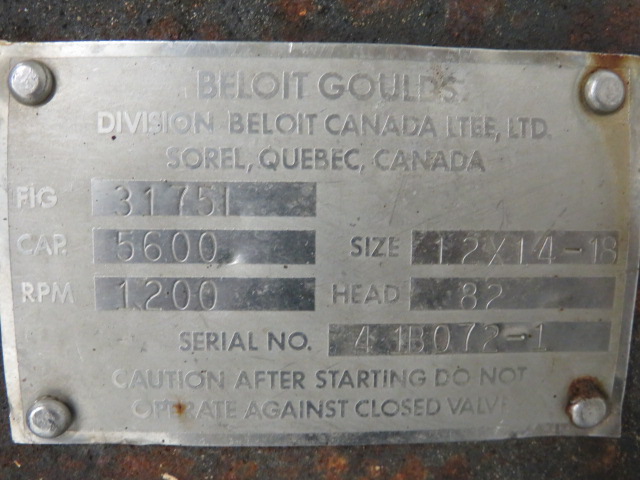 BELOIT GOULDS
DIVISION BELOIT CANADA LTEE, LTD.
SOREL, QUEBEC, CANADA
FIG 3175L
CAP. 5600 SIZE 12X14-18
RPM 1200 HEAD 82
SERIAL NO. 41B072-1
CAUTION AFTER STARTING DO NOT
OPERATE AGAINST CLOSED VALVE